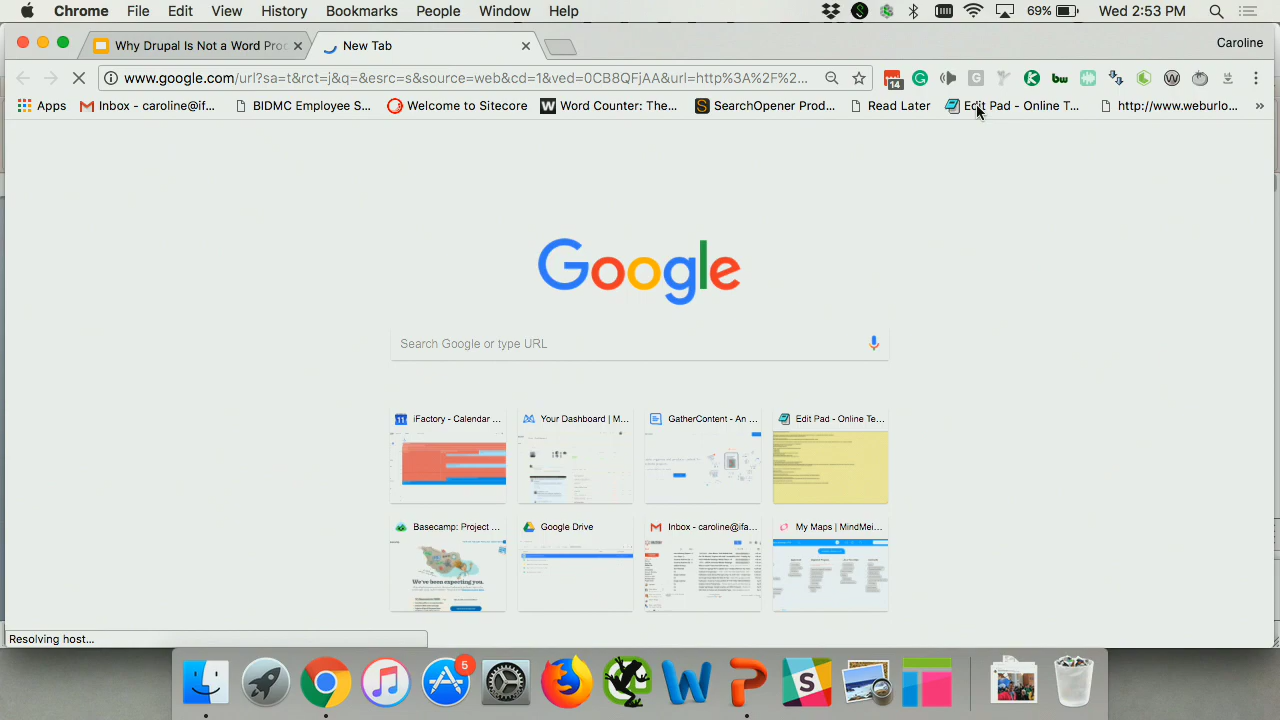 Chrome File Edit View History Bookmarks People Window Help 69% Wed 2:53 PM
Why Drupal Is Not a Word Proc New Tab Caroline
www.google.com/url?sa=t&rct=j&q=&esrc=s&source=web&cd=1&ved=0CB8QFjAA&url=http%3A%2F%2... 14
Apps Inbox - caroline@if... BIDMC Employee S... Welcome to Sitecore Word Counter: The... SerchOpener Prod... Read Later Edit Pad - Online T... http://www.weburlo... »
Google
Search Google or type URL
iFactory - Calendar ... Your Dashboard | M... GatherContent - An ... Edit Pad - Online Te...
Basecamp: Project ... Google Drive Inbox - caroline@ifa... My Maps | MindMei...
We've been expecting you.
Resolving host...
5